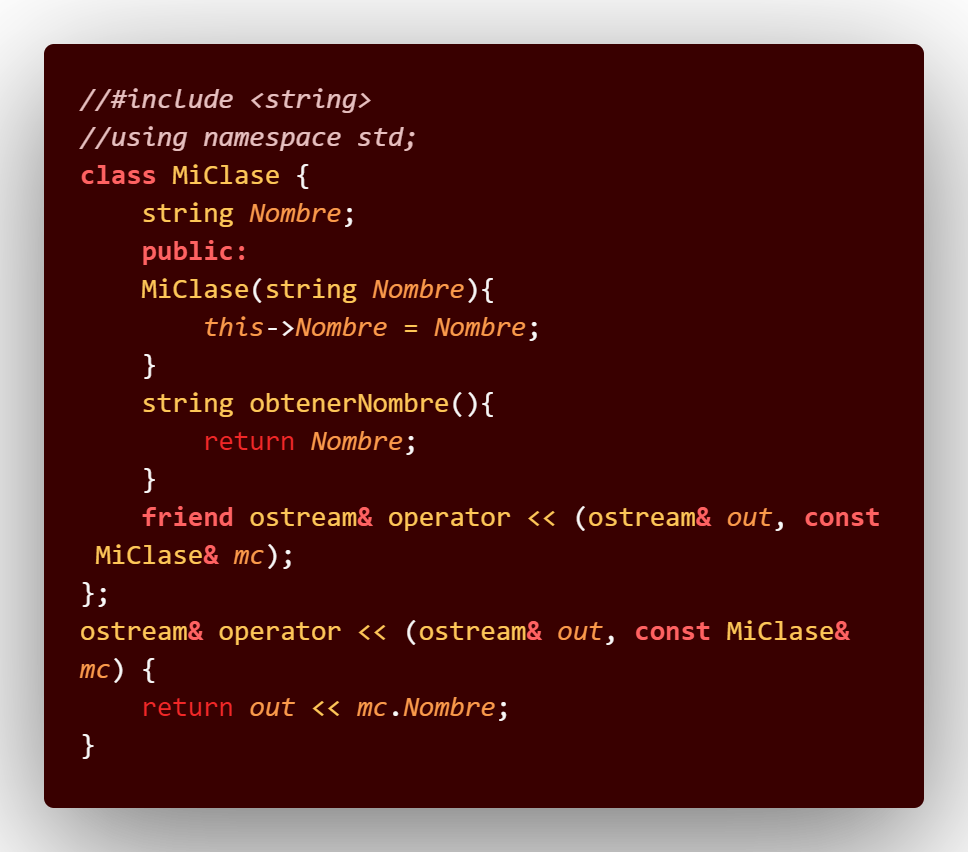 //#include <string>
//using namespace std;
class MiClase {
    string Nombre;
    public:
    MiClase(string Nombre){
        this->Nombre = Nombre;
    }
    string obtenerNombre(){
        return Nombre;
    }
    friend ostream& operator << (ostream& out, const
 MiClase& mc);
};
ostream& operator << (ostream& out, const MiClase&
mc) {
    return out << mc.Nombre;
}